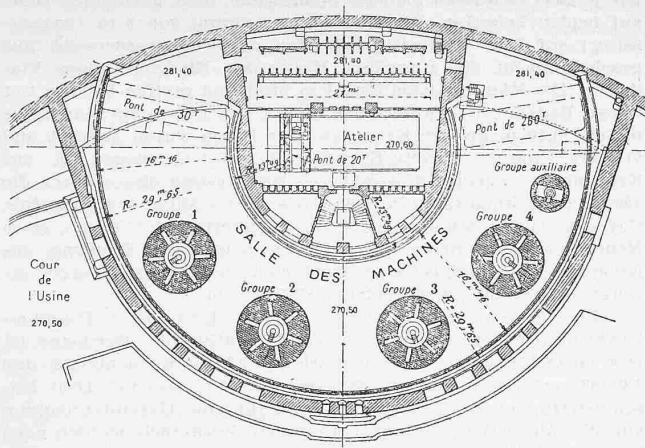 281,40
281,40
281,40
27m
Pont de 30T
Atelier
270,60
Pont de 20T
Pont de 289T
16m16
R=13m09
R=13m09
Groupe auxiliaire
R=29m65
Groupe 1
Groupe 4
SALLE DES MACHINES
Cour
de
l'Usine
270,50
Groupe 2
Groupe 3
270,50
16m16
R=29m65